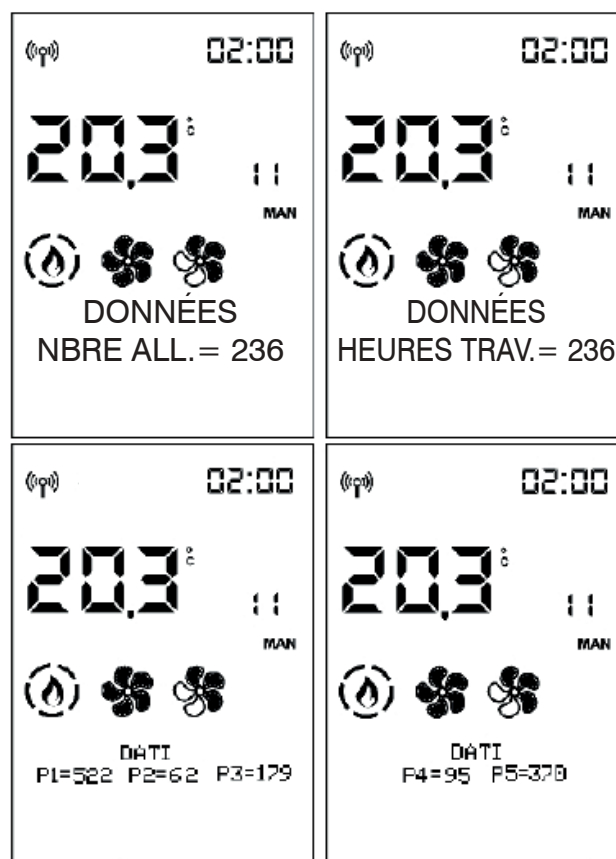 02:00
20,3 °C
11
MAN
DONNÉES
NBRE ALL.= 236
02:00
20,3 °C
11
MAN
DONNÉES
HEURES TRAV.= 236
02:00
20,3 °C
11
MAN
DATI
P1=522 P2=62 P3=179
02:00
20,3 °C
11
MAN
DATI
P4=95 P5=370